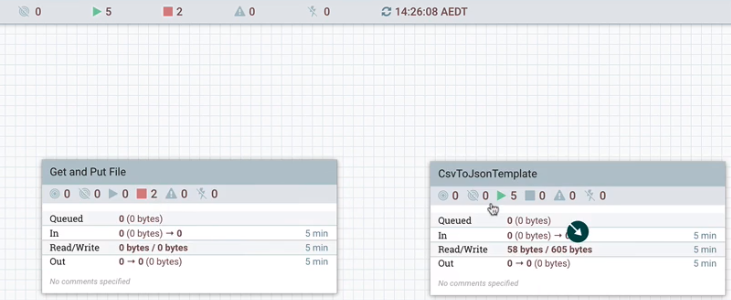 0 5 2 0 0 14:26:08 AEDT
Get and Put File
0 0 0 2 0 0
Queued 0 (0 bytes)
In 0 (0 bytes) → 0 5 min
Read/Write 0 bytes / 0 bytes 5 min
Out 0 → 0 (0 bytes) 5 min
No comments specified
CsvToJsonTemplate
0 0 5 0 0 0
Queued 0 (0 bytes)
In 0 (0 bytes) → 5 min
Read/Write 58 bytes / 605 bytes 5 min
Out 0 → 0 (0 bytes) 5 min
No comments specified